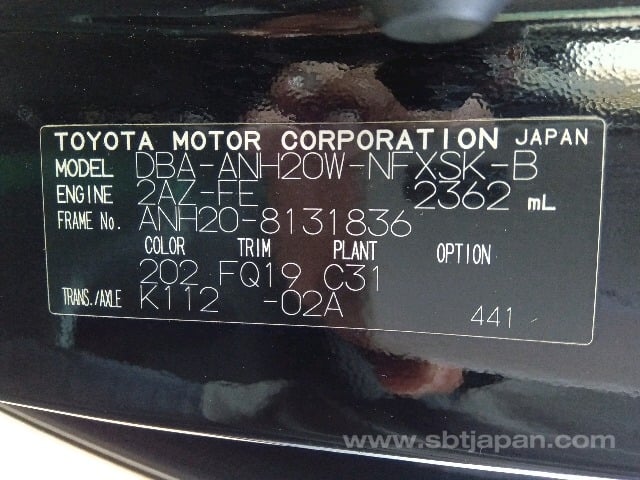 TOYOTA MOTOR CORPORATION JAPAN
MODEL DBA-ANH20W-NFXSK-B
ENGINE 2AZ-FE 2362 mL
FRAME No. ANH20-8131836
COLOR TRIM PLANT OPTION
202 FQ19 C31
TRANS./AXLE K112 -02A
441
www.sbtjapan.com